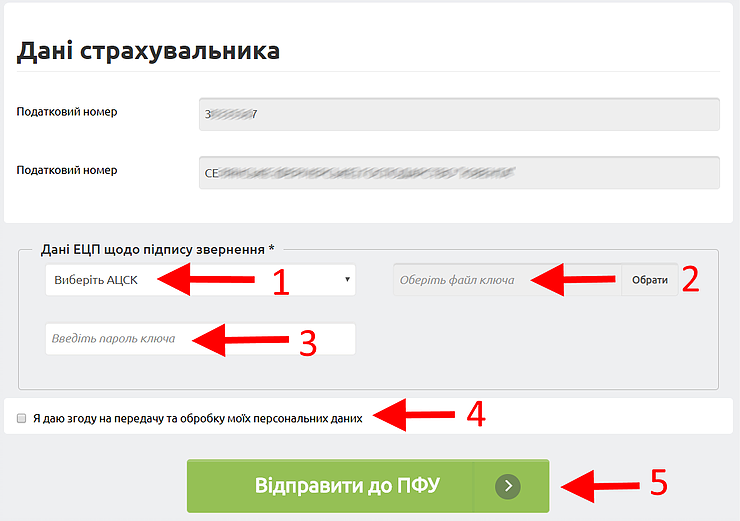 Дані страхувальника
Податковий номер
3 7
Податковий номер
СЕ
Дані ЕЦП щодо підпису звернення *
Виберіть АЦСК 1
Оберіть файл ключа Обрати 2
Введіть пароль ключа 3
Я даю згоду на передачу та обробку моїх персональних даних 4
Відправити до ПФУ 5